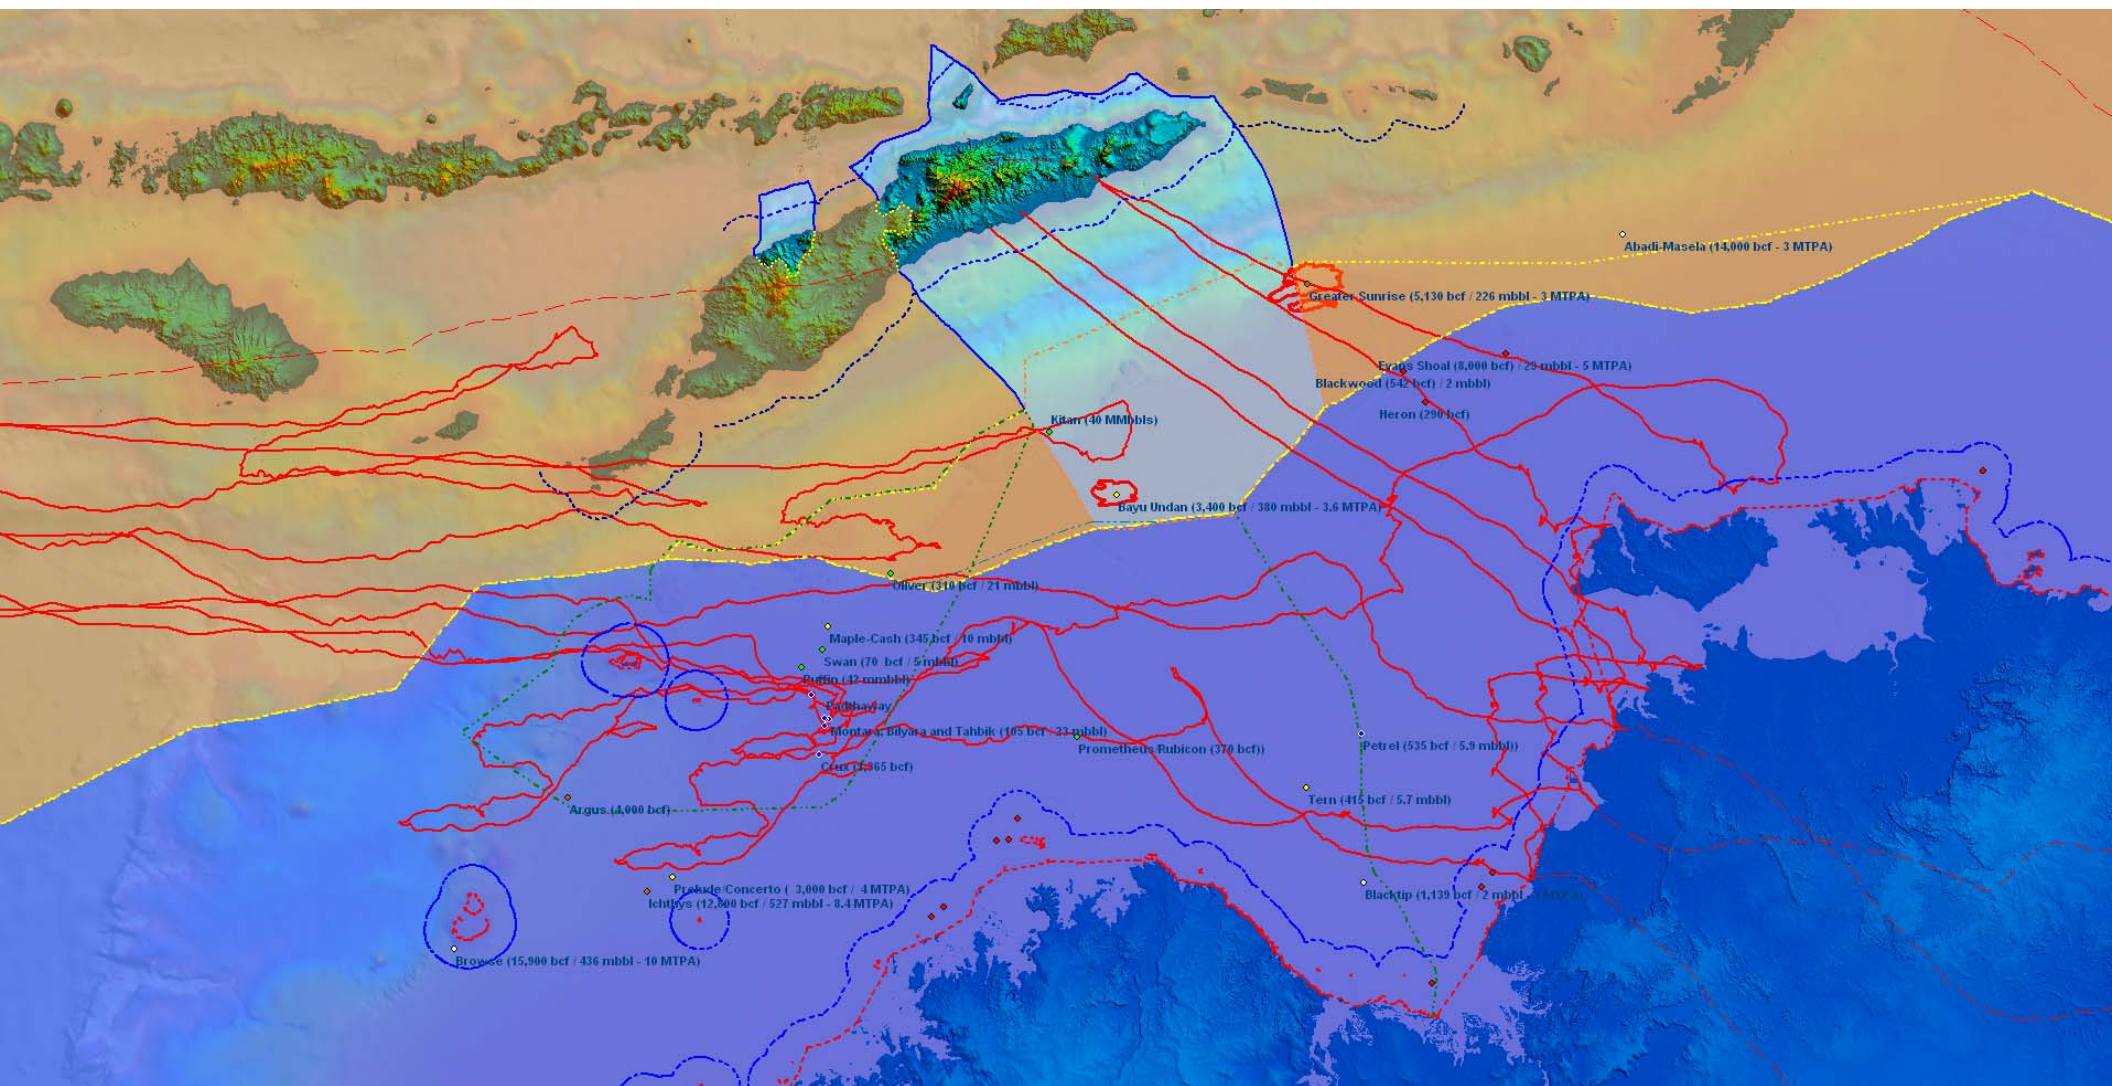 Abadi-Masela (14,000 bcf - 3 MTPA)
Greater Sunrise (5,130 bcf / 226 mbbl - 3 MTPA)
Evans Shoal (8,000 bcf) / 29 mbbl - 5 MTPA)
Blackwood (542 bcf) / 2 mbbl)
Heron (290 bcf)
Kitan (40 MMbbls)
Bayu Undan (3,400 bcf / 380 mbbl - 3.6 MTPA)
Oliver (310 bcf / 21 mbbl)
Maple-Cash (345 bcf / 10 mbbl)
Swan (70 bcf / 5 mbbl)
Puffin (42 mmbbl)
Padthaway
Montara, Bilyara and Tahbik (105 bcf / 23 mbbl)
Prometheus Rubicon (370 bcf))
Petrel (535 bcf / 5.9 mbbl))
Crux (1,365 bcf)
Argus (4,000 bcf)
Tern (415 bcf / 5.7 mbbl)
Prelude/Concerto ( 3,000 bcf / 4 MTPA)
Ichthys (12,800 bcf / 527 mbbl - 8.4 MTPA)
Blacktip (1,139 bcf / 2 mbbl -
Browse (15,900 bcf / 436 mbbl - 10 MTPA)